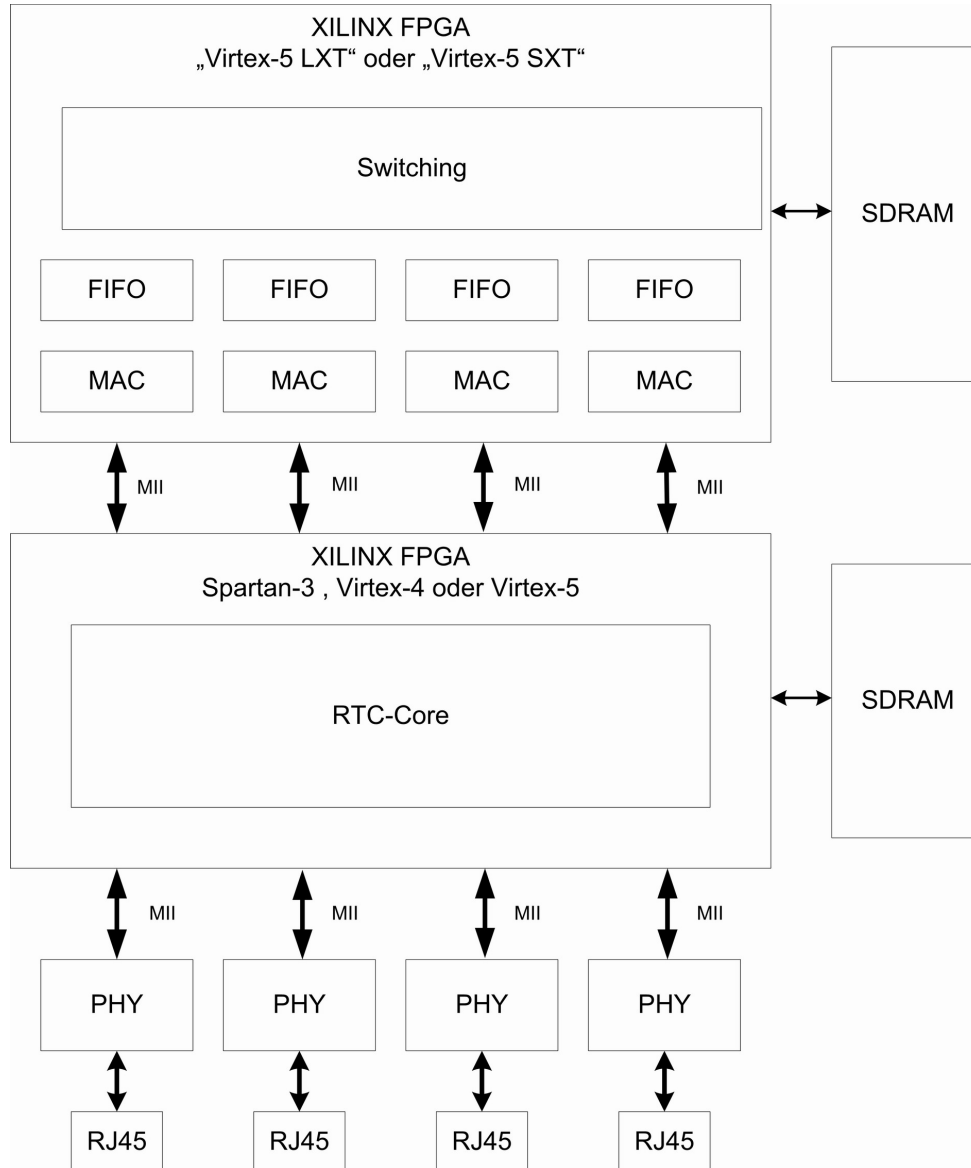 XILINX FPGA
„Virtex-5 LXT“ oder „Virtex-5 SXT“
Switching
SDRAM
FIFO FIFO FIFO FIFO
MAC MAC MAC MAC
MII MII MII MII
XILINX FPGA
Spartan-3 , Virtex-4 oder Virtex-5
RTC-Core
SDRAM
MII MII MII MII
PHY PHY PHY PHY
RJ45 RJ45 RJ45 RJ45